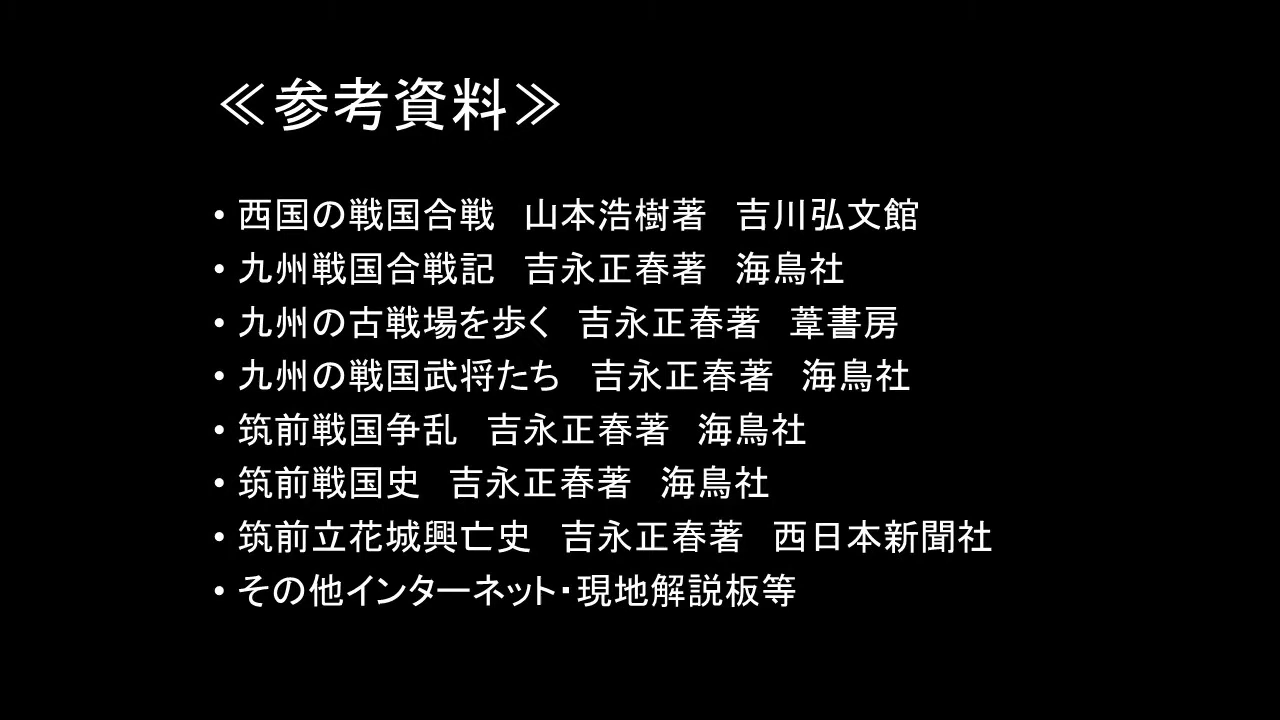 ≪参考資料≫
• 西国の戦国合戦　山本浩樹著　吉川弘文館
• 九州戦国合戦記　吉永正春著　海鳥社
• 九州の古戦場を歩く　吉永正春著　葦書房
• 九州の戦国武将たち　吉永正春著　海鳥社
• 筑前戦国争乱　吉永正春著　海鳥社
• 筑前戦国史　吉永正春著　海鳥社
• 筑前立花城興亡史　吉永正春著　西日本新聞社
• その他インターネット・現地解説板等